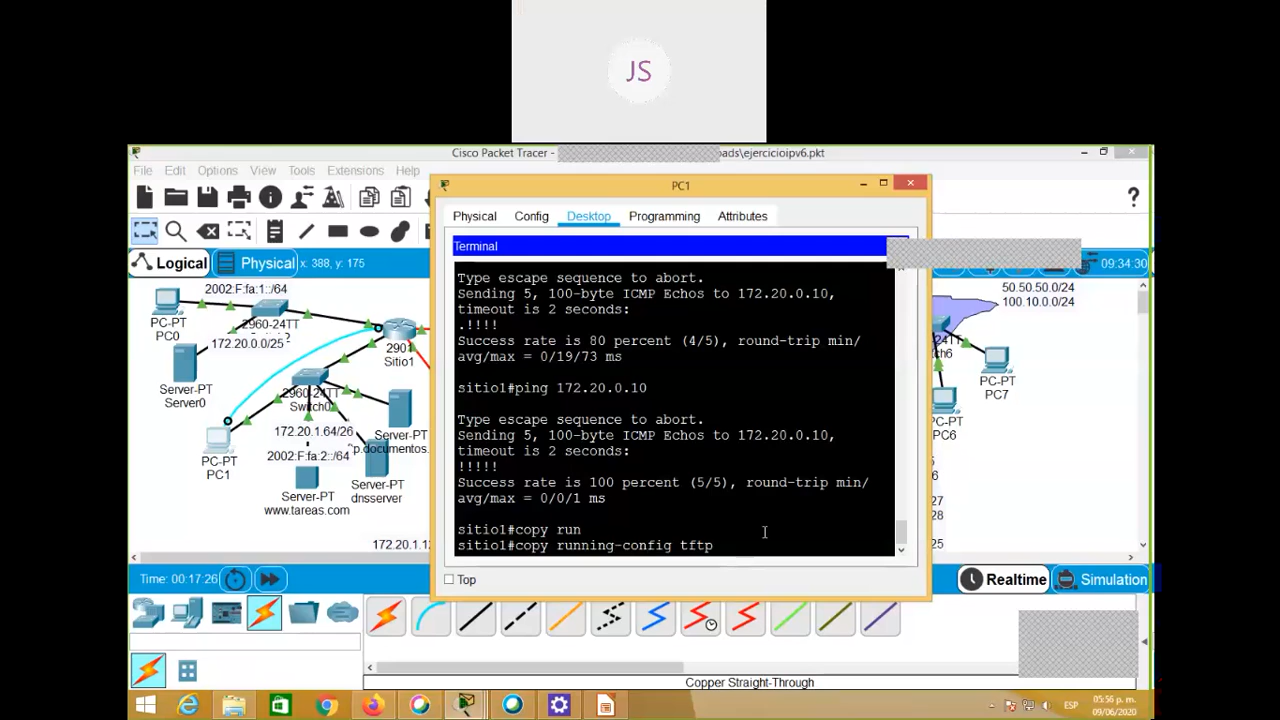 JS
Cisco Packet Tracer -
oads\ejercicioipv6.pkt
File Edit Options View Tools Extensions Help
PC1
Physical Config Desktop Programming Attributes
Terminal
Logical Physical x: 388, y: 175
09:34:30
Type escape sequence to abort.
Sending 5, 100-byte ICMP Echos to 172.20.0.10,
timeout is 2 seconds:
.!!!!
Success rate is 80 percent (4/5), round-trip min/
avg/max = 0/19/73 ms
sitio1#ping 172.20.0.10
Type escape sequence to abort.
Sending 5, 100-byte ICMP Echos to 172.20.0.10,
timeout is 2 seconds:
!!!!!
Success rate is 100 percent (5/5), round-trip min/
avg/max = 0/0/1 ms
sitio1#copy run
sitio1#copy running-config tftp
Top
2002:F:fa:1::/64
PC-PT
PC0
2960-24TT
172.20.0.0/25
2901
Sitio1
Server-PT
Server0
2960-24TT
Switch0
172.20.1.64/26
Server-PT
p.documentos.
PC-PT
PC1
2002:F:fa:2::/64
Server-PT
dnsserver
Server-PT
www.tareas.com
172.20.1.12
50.50.50.0/24
100.10.0.0/24
4TT
PC-PT
PC7
PC-PT
PC6
Time: 00:17:26
Realtime Simulation
Copper Straight-Through
ESP
05:56 p. m.
09/06/2020